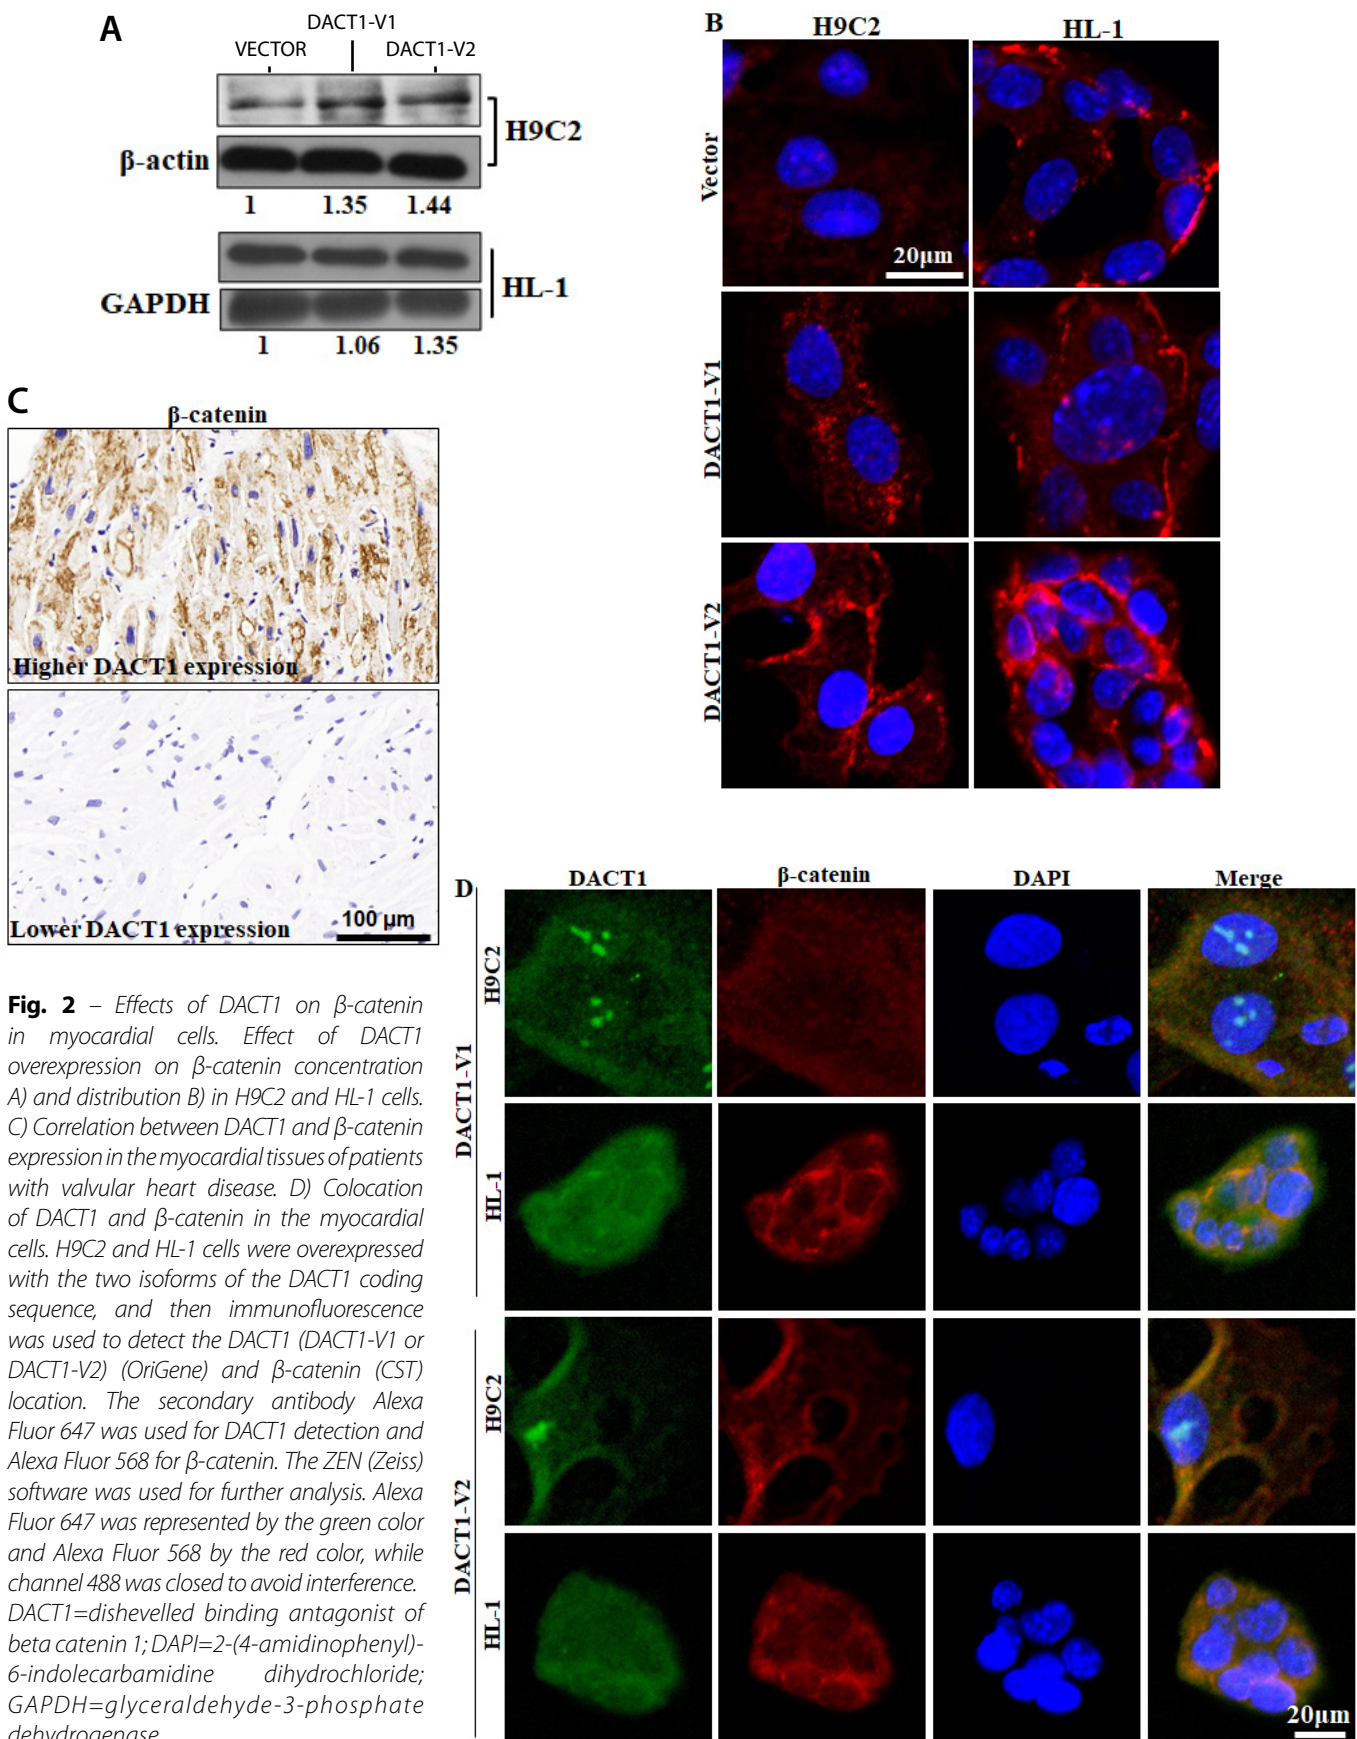 A
DACT1-V1
VECTOR
DACT1-V2
H9C2
β-actin
1 1.35 1.44
HL-1
GAPDH
1 1.06 1.35
B
H9C2 HL-1
Vector
20μm
DACT1-V1
DACT1-V2
C
β-catenin
Higher DACT1 expression
Lower DACT1 expression
100 μm
D
DACT1 β-catenin DAPI Merge
H9C2
DACT1-V1
HL-1
H9C2
DACT1-V2
HL-1
20μm
Fig. 2 – Effects of DACT1 on β-catenin
in myocardial cells. Effect of DACT1
overexpression on β-catenin concentration
A) and distribution B) in H9C2 and HL-1 cells.
C) Correlation between DACT1 and β-catenin
expression in the myocardial tissues of patients
with valvular heart disease. D) Colocation
of DACT1 and β-catenin in the myocardial
cells. H9C2 and HL-1 cells were overexpressed
with the two isoforms of the DACT1 coding
sequence, and then immunofluorescence
was used to detect the DACT1 (DACT1-V1 or
DACT1-V2) (OriGene) and β-catenin (CST)
location. The secondary antibody Alexa
Fluor 647 was used for DACT1 detection and
Alexa Fluor 568 for β-catenin. The ZEN (Zeiss)
software was used for further analysis. Alexa
Fluor 647 was represented by the green color
and Alexa Fluor 568 by the red color, while
channel 488 was closed to avoid interference.
DACT1=dishevelled binding antagonist of
beta catenin 1; DAPI=2-(4-amidinophenyl)-
6-indolecarbamidine dihydrochloride;
GAPDH=glyceraldehyde-3-phosphate
dehydrogenase